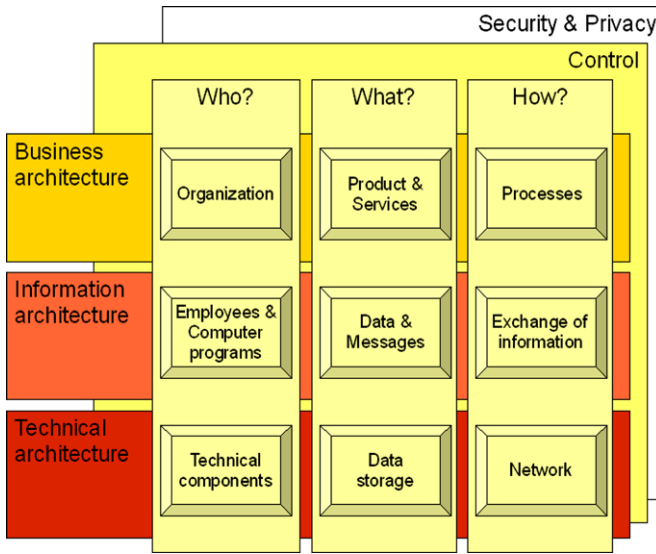 Security & Privacy
Control
Who?
What?
How?
Business
architecture
Organization
Product &
Services
Processes
Information
architecture
Employees &
Computer
programs
Data &
Messages
Exchange of
information
Technical
architecture
Technical
components
Data
storage
Network